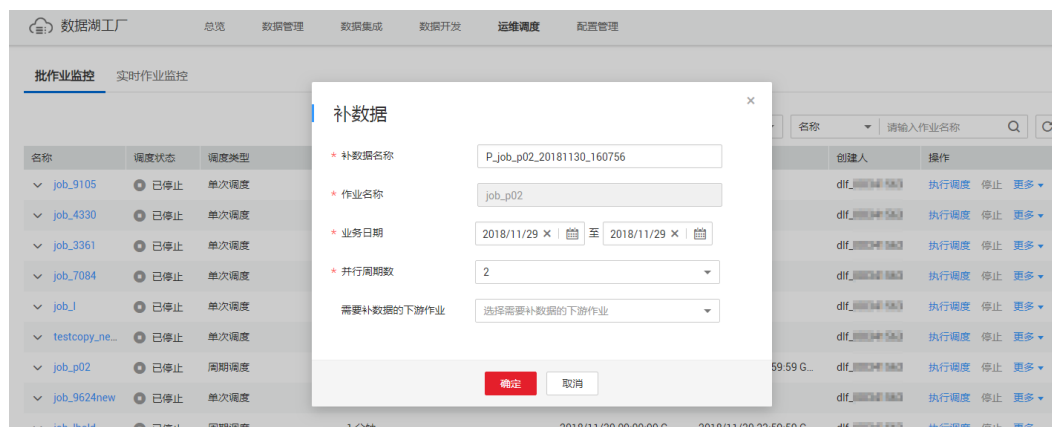 数据湖工厂 总览 数据管理 数据集成 数据开发 运维调度 配置管理
批作业监控 实时作业监控
名称 请输入作业名称
名称 调度状态 调度类型 创建人 操作
job_9105 已停止 单次调度 dlf_ 执行调度 停止 更多
job_4330 已停止 单次调度 dlf_ 执行调度 停止 更多
job_3361 已停止 单次调度 dlf_ 执行调度 停止 更多
job_7084 已停止 单次调度 dlf_ 执行调度 停止 更多
job_l 已停止 单次调度 dlf_ 执行调度 停止 更多
testcopy_ne... 已停止 单次调度 dlf_ 执行调度 停止 更多
job_p02 已停止 周期调度 59:59 G... dlf_ 执行调度 停止 更多
job_9624new 已停止 单次调度 dlf_ 执行调度 停止 更多
补数据 ×
* 补数据名称 P_job_p02_20181130_160756
* 作业名称 job_p02
* 业务日期 2018/11/29 × 至 2018/11/29 ×
* 并行周期数 2
需要补数据的下游作业 选择需要补数据的下游作业
确定 取消